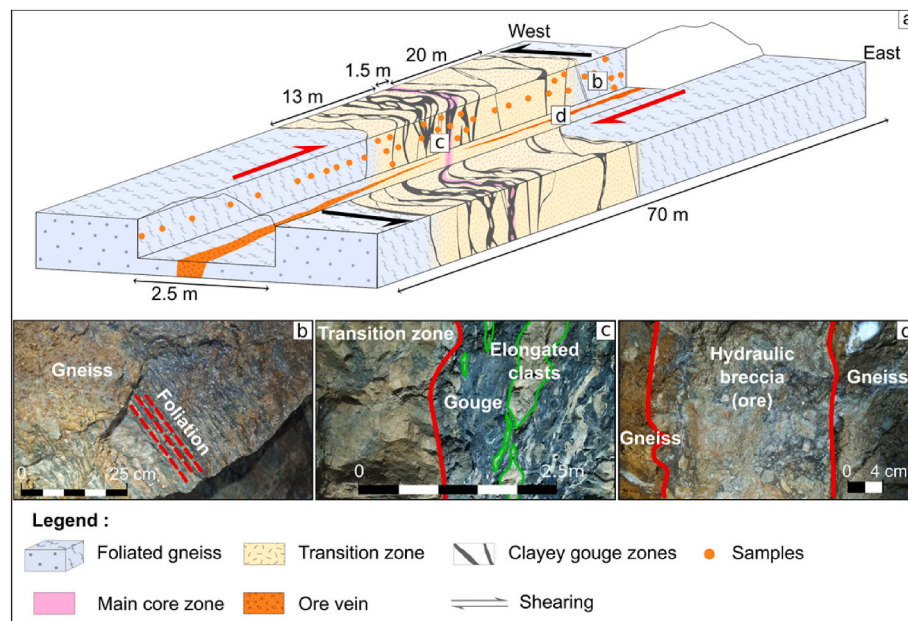 a
West
East
20 m
1.5 m
13 m
b
d
c
70 m
2.5 m
b
Gneiss
Foliation
0 25 cm
Transition zone
c
Elongated
clasts
Gouge
0 2.5m
d
Hydraulic
breccia
(ore)
Gneiss
Gneiss
0 4 cm
Legend :
Foliated gneiss
Transition zone
Clayey gouge zones
Samples
Main core zone
Ore vein
Shearing